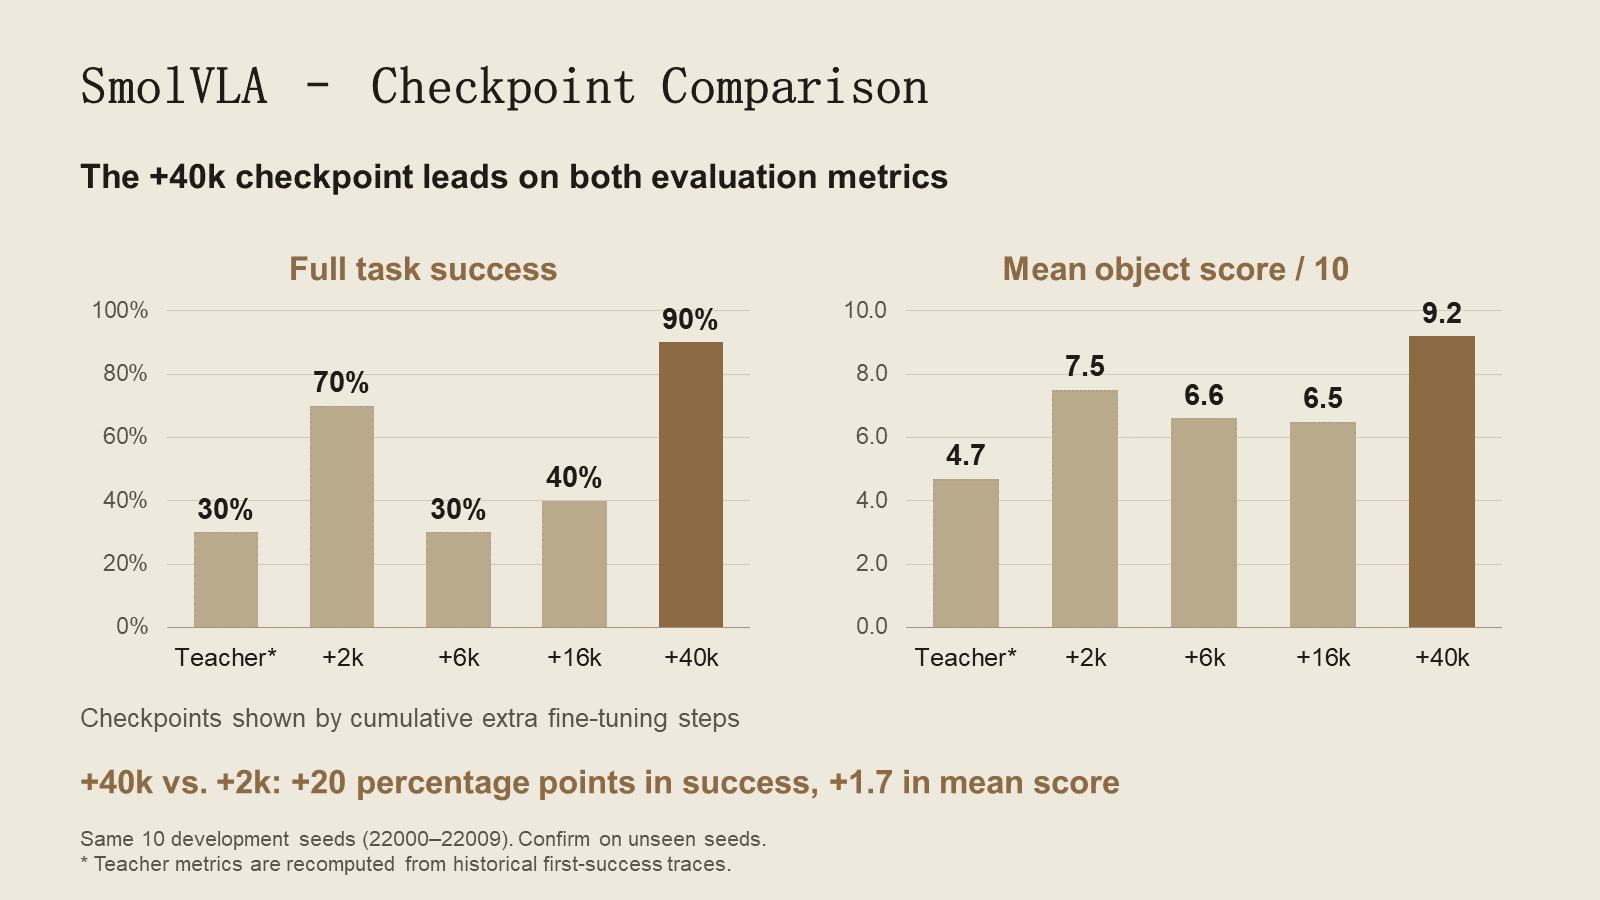 SmolVLA – Checkpoint Comparison
The +40k checkpoint leads on both evaluation metrics
Full task success
100%
80%
60%
40%
20%
0%
30%
70%
30%
40%
90%
Teacher* +2k +6k +16k +40k
Mean object score / 10
10.0
8.0
6.0
4.0
2.0
0.0
4.7
7.5
6.6
6.5
9.2
Teacher* +2k +6k +16k +40k
Checkpoints shown by cumulative extra fine-tuning steps
+40k vs. +2k: +20 percentage points in success, +1.7 in mean score
Same 10 development seeds (22000–22009). Confirm on unseen seeds.
* Teacher metrics are recomputed from historical first-success traces.